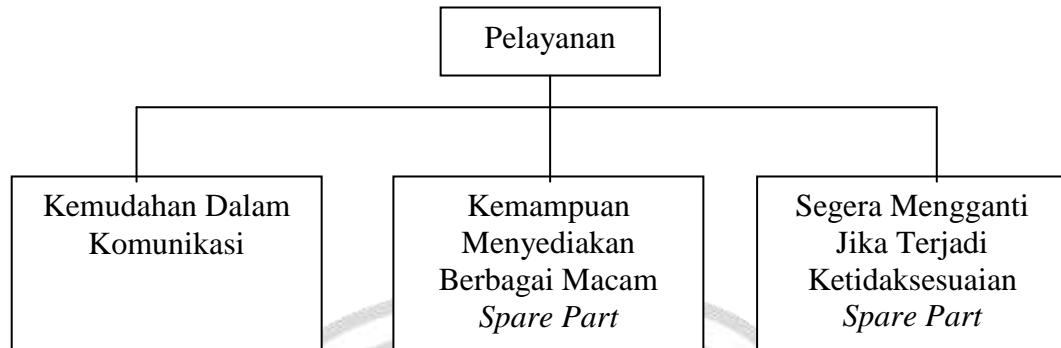 Pelayanan
Kemudahan Dalam
Komunikasi
Kemampuan
Menyediakan
Berbagai Macam
Spare Part
Segera Mengganti
Jika Terjadi
Ketidaksesuaian
Spare Part